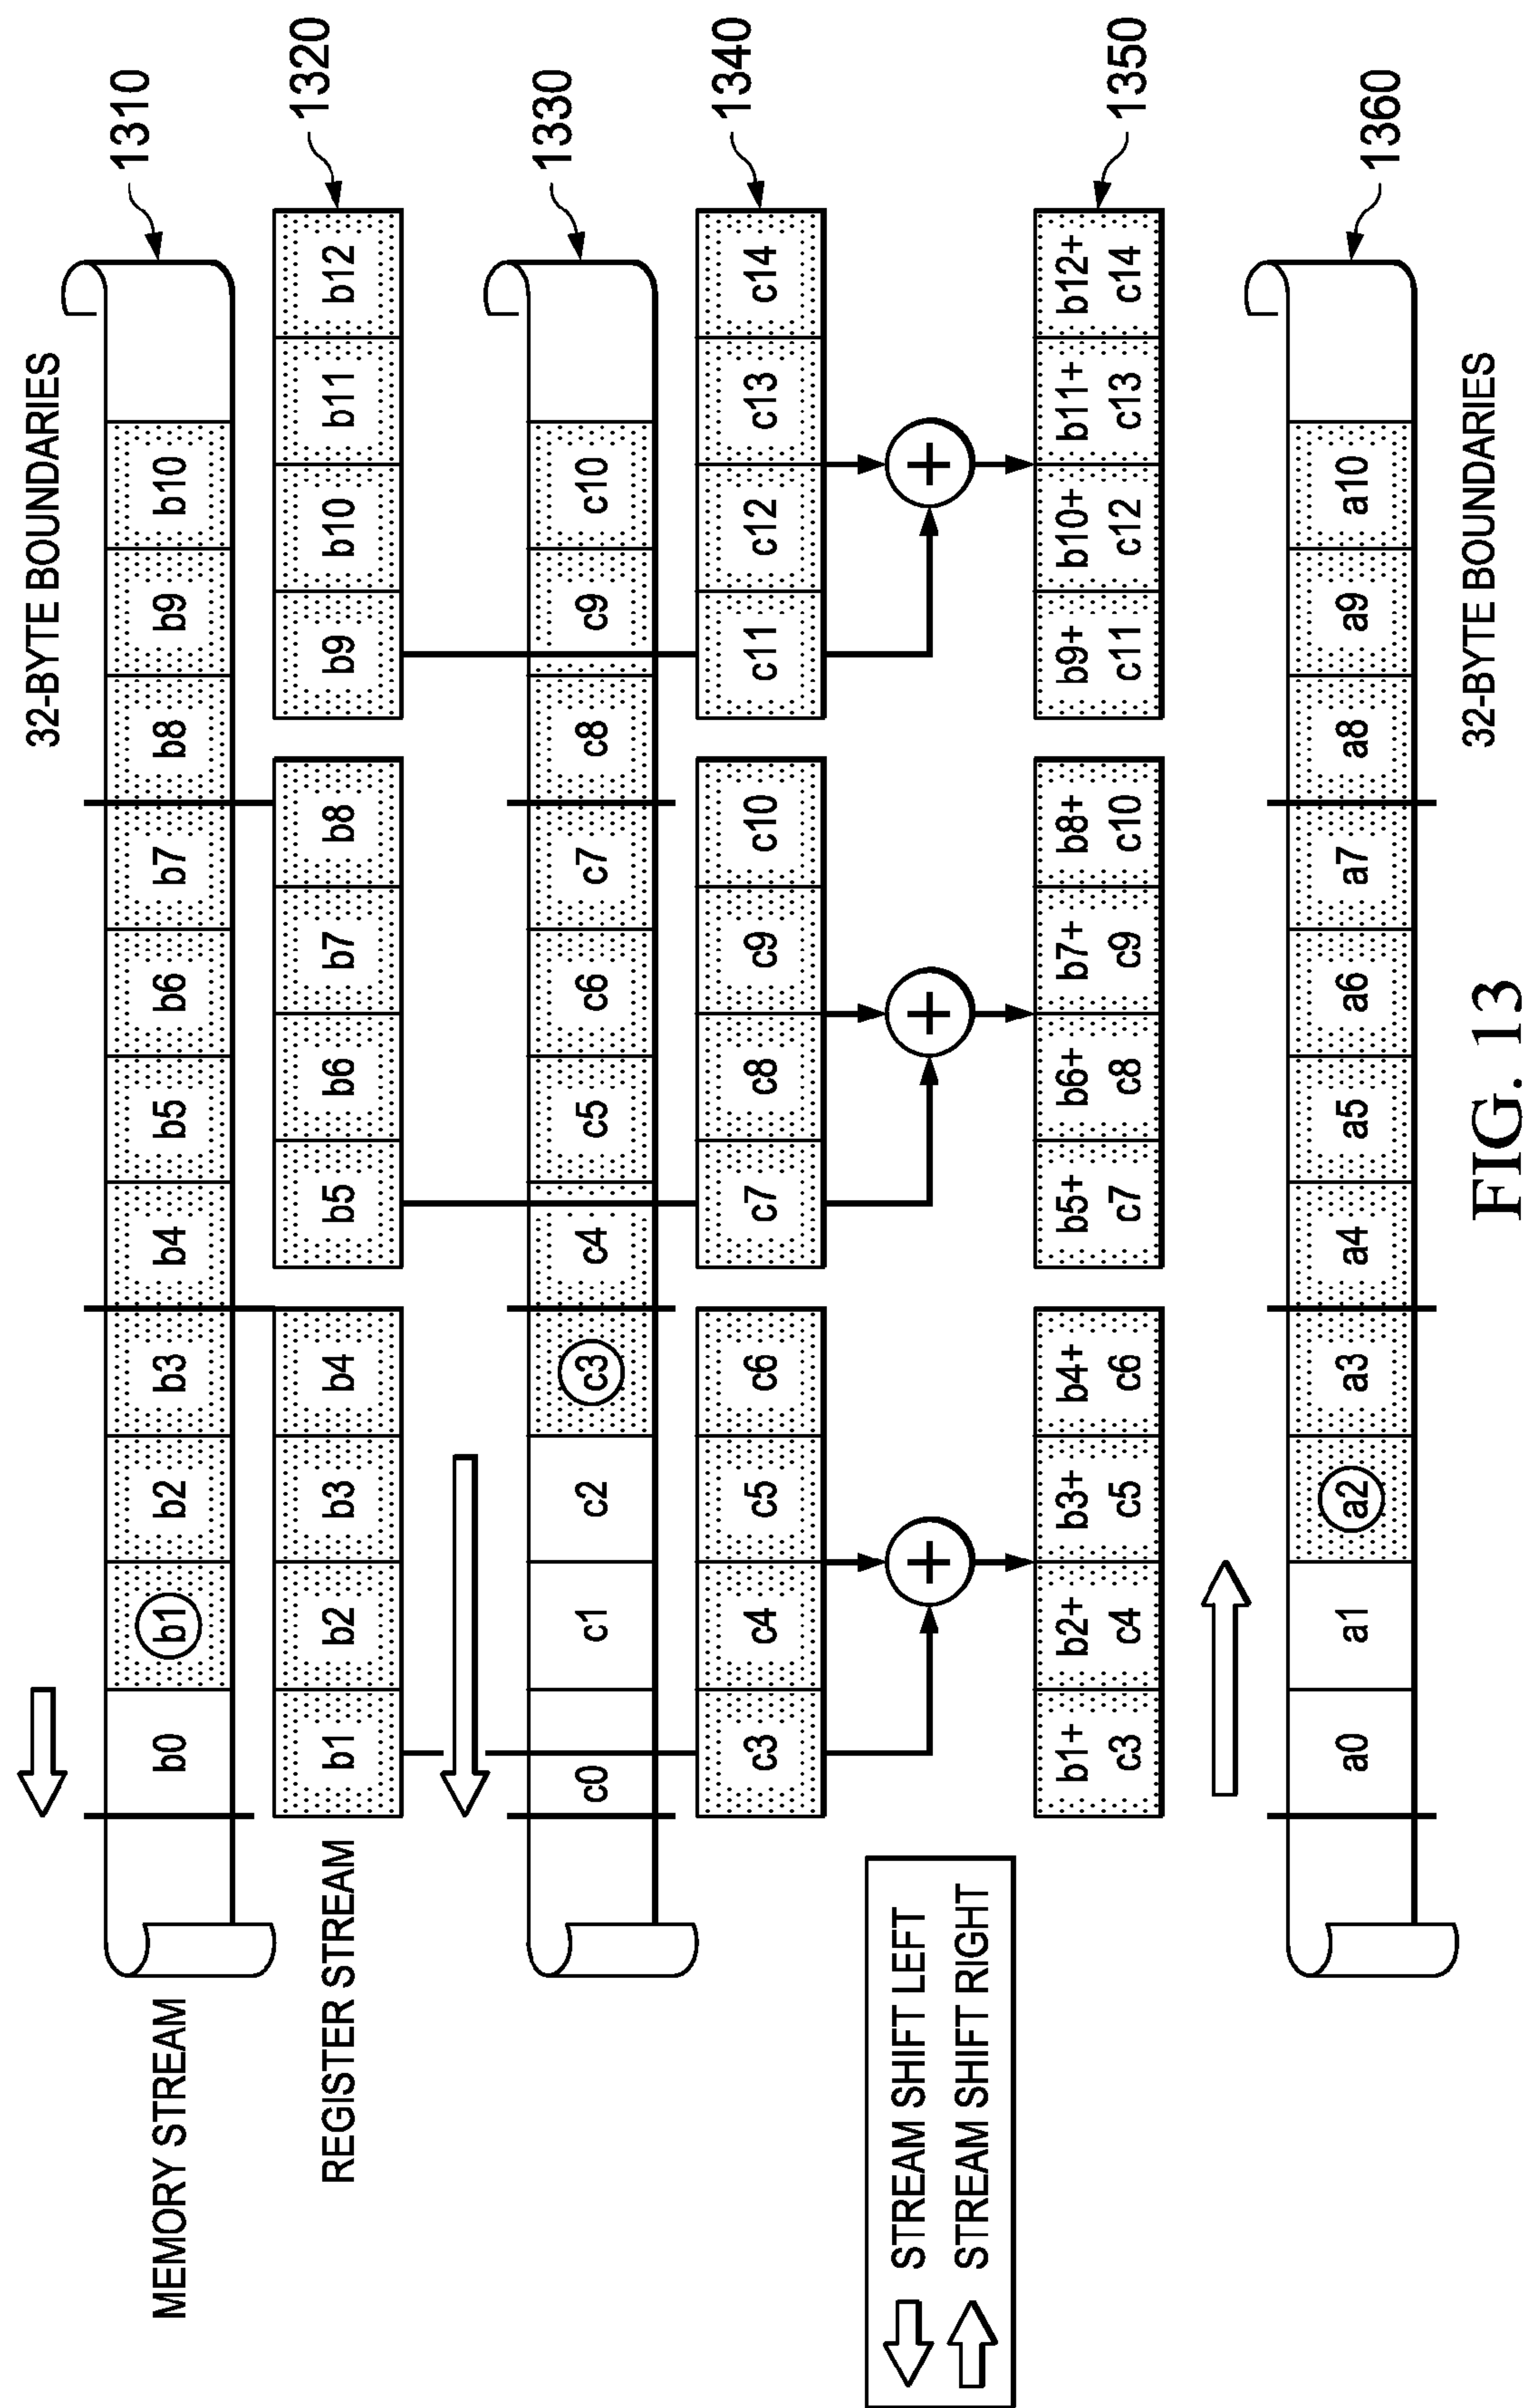 32-BYTE BOUNDARIES
MEMORY STREAM
b0 b1 b2 b3 b4 b5 b6 b7 b8 b9 b10
1310
REGISTER STREAM
b1 b2 b3 b4 b5 b6 b7 b8 b9 b10 b11 b12
1320
c0 c1 c2 c3 c4 c5 c6 c7 c8 c9 c10
1330
c3 c4 c5 c6 c7 c8 c9 c10 c11 c12 c13 c14
1340
STREAM SHIFT LEFT
STREAM SHIFT RIGHT
+ + +
b1+ b2+ b3+ b4+ b5+ b6+ b7+ b8+ b9+ b10+ b11+ b12+
c3 c4 c5 c6 c7 c8 c9 c10 c11 c12 c13 c14
1350
a0 a1 a2 a3 a4 a5 a6 a7 a8 a9 a10
1360
32-BYTE BOUNDARIES
FIG. 13